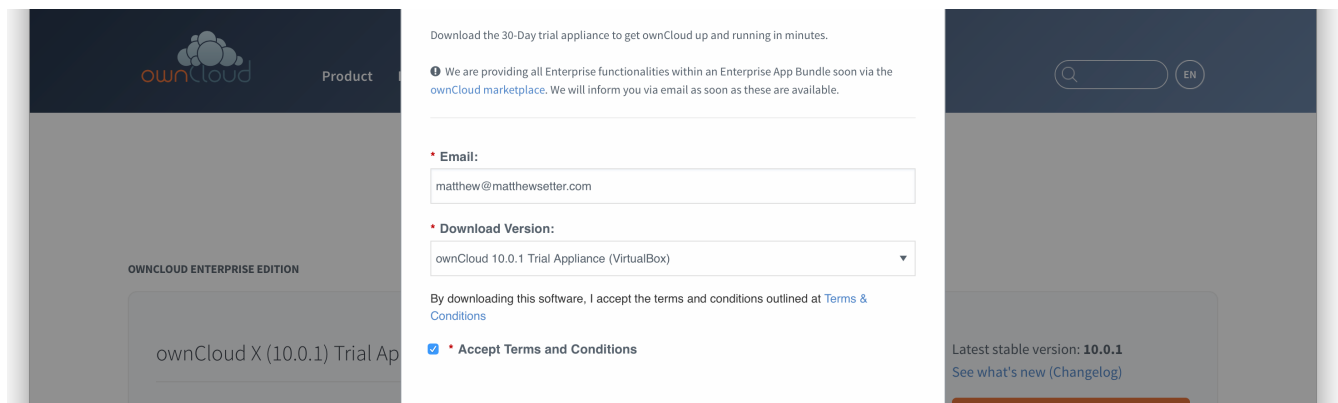 Download the 30-Day trial appliance to get ownCloud up and running in minutes.
ownCloud
Product
We are providing all Enterprise functionalities within an Enterprise App Bundle soon via the
ownCloud marketplace. We will inform you via email as soon as these are available.
EN
* Email:
matthew@matthewsetter.com
* Download Version:
ownCloud 10.0.1 Trial Appliance (VirtualBox)
OWNCLOUD ENTERPRISE EDITION
By downloading this software, I accept the terms and conditions outlined at Terms &
Conditions
* Accept Terms and Conditions
ownCloud X (10.0.1) Trial Ap
Latest stable version: 10.0.1
See what's new (Changelog)